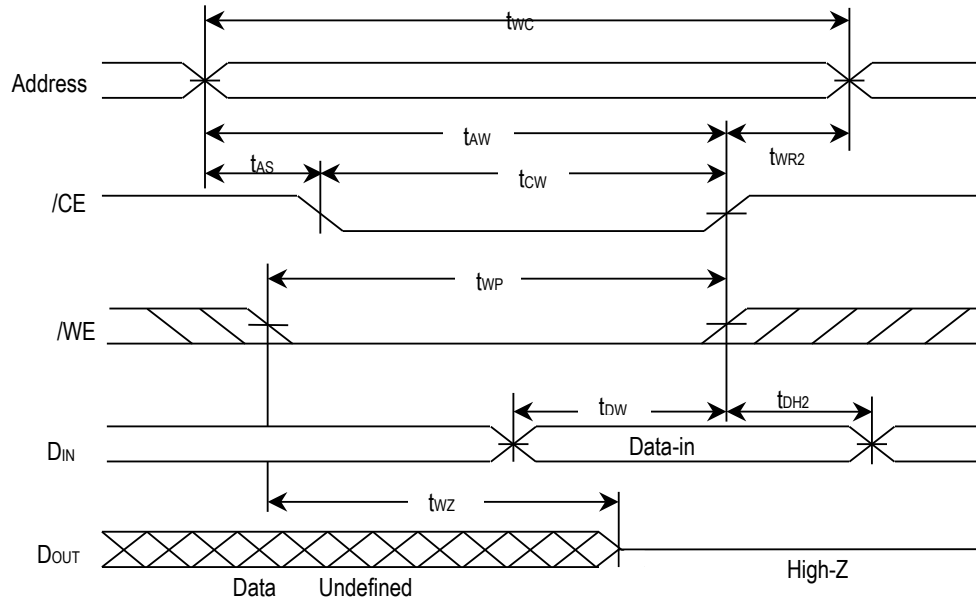 tWC
Address
tAW
tWR2
tAS
tCW
/CE
tWP
/WE
tDW
tDH2
DIN
Data-in
tWZ
DOUT
High-Z
Data Undefined